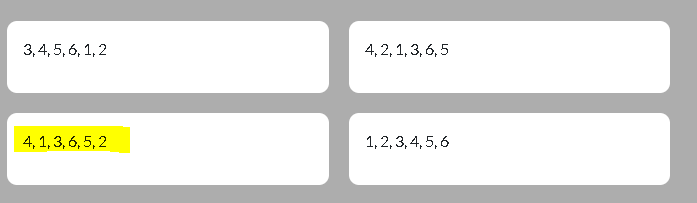 3, 4, 5, 6, 1, 2
4, 2, 1, 3, 6, 5
4, 1, 3, 6, 5, 2
1, 2, 3, 4, 5, 6